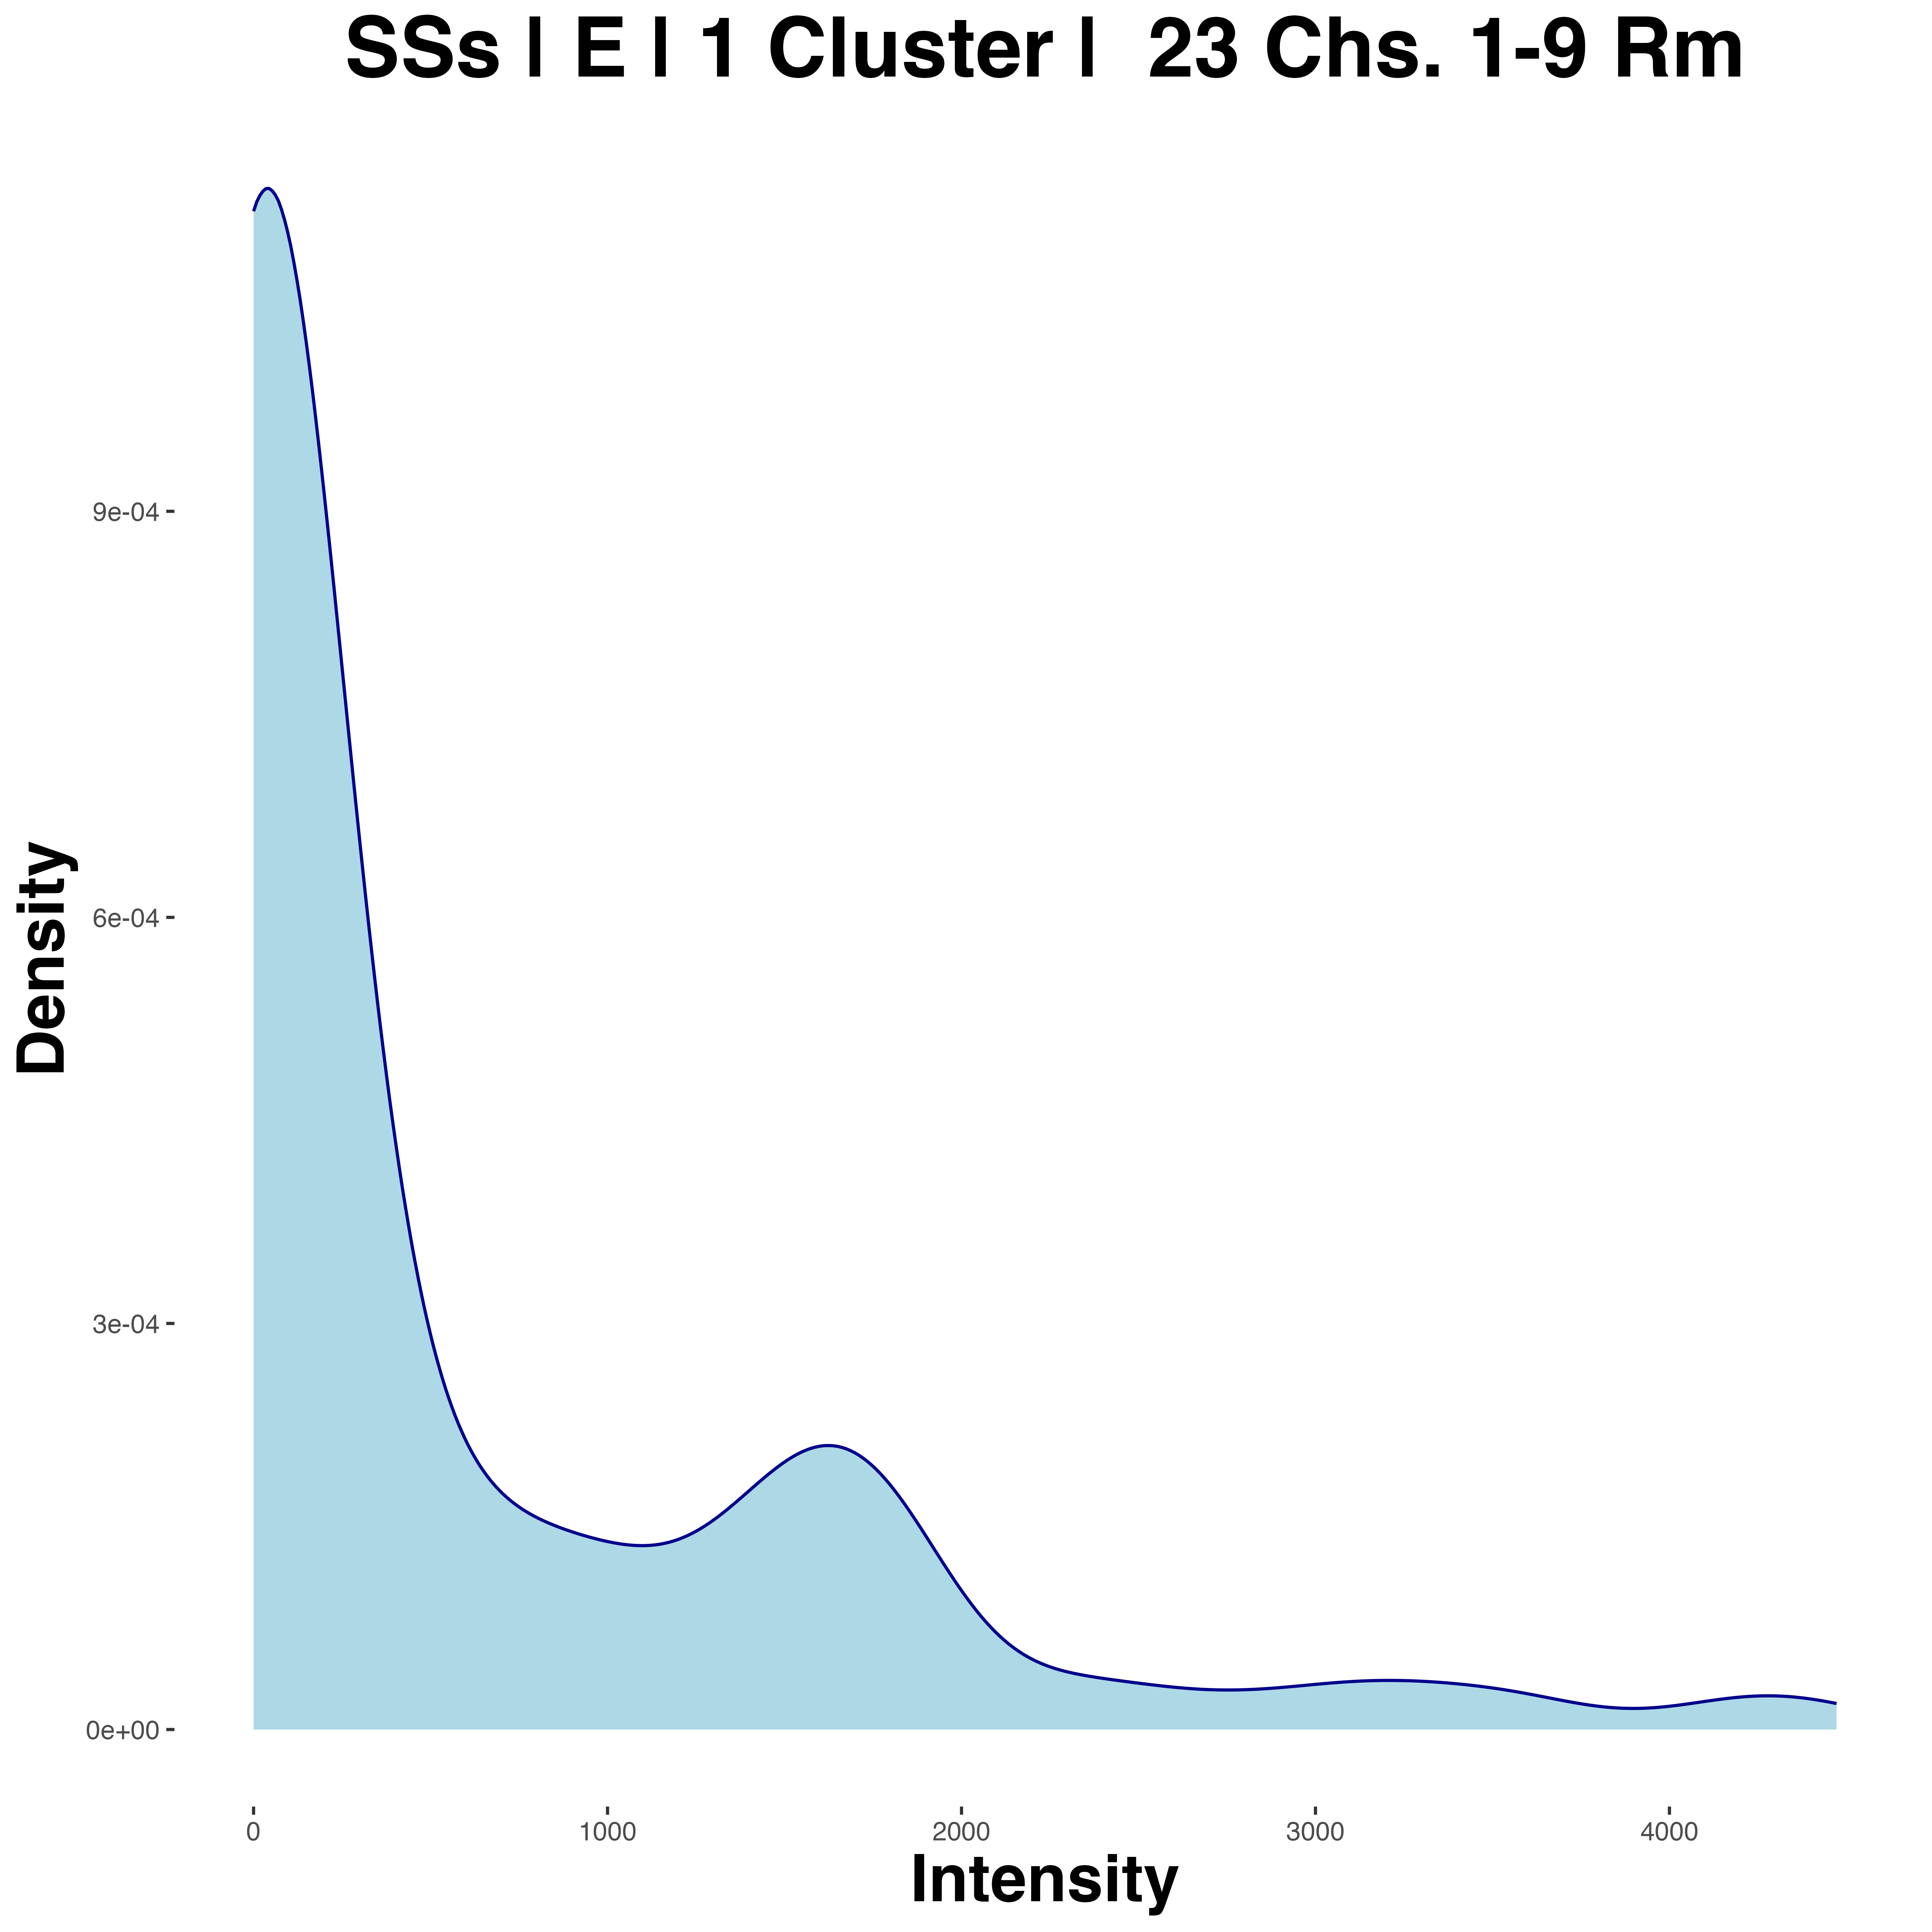 SSs | E | 1 Cluster |  23 Chs. 1-9 Rm
Density
9e-04
6e-04
3e-04
0e+00
0
1000
2000
3000
4000
Intensity